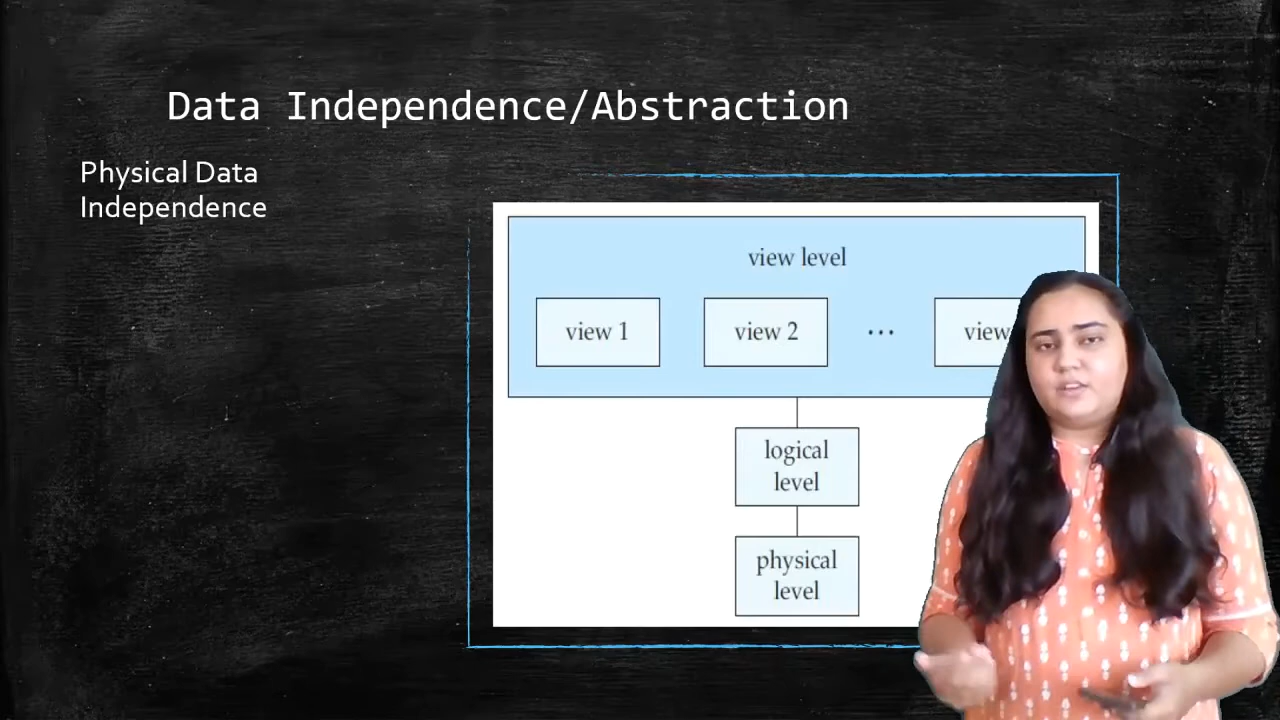 Data Independence/Abstraction
Physical Data
Independence
view level
view 1
view 2
...
view
logical
level
physical
level